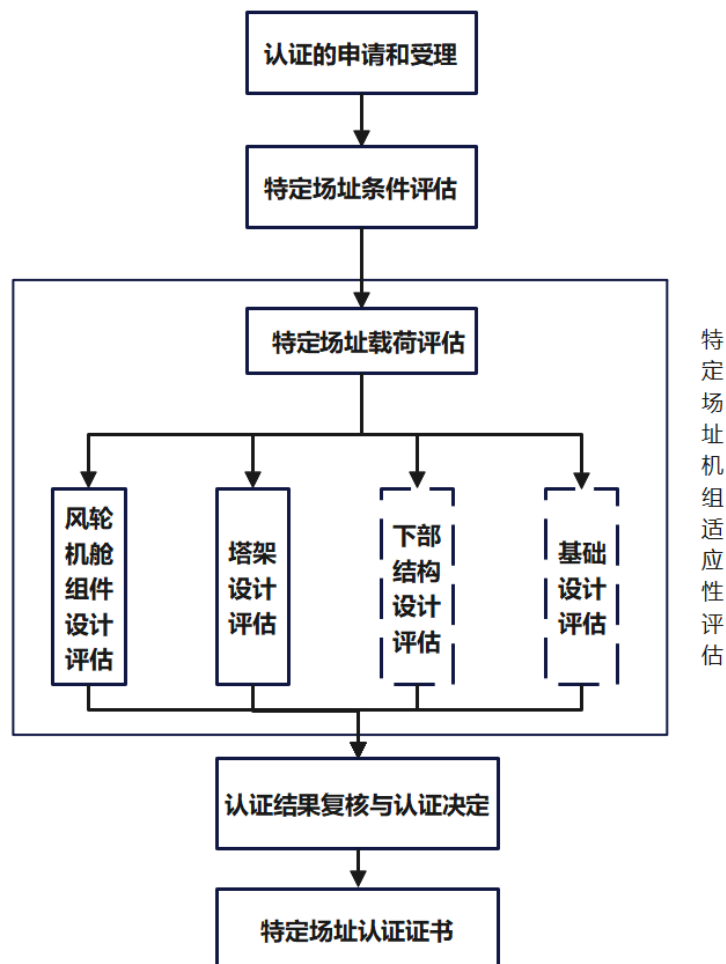 认证的申请和受理
特定场址条件评估
特定场址载荷评估
风轮
机舱
组件
设计
评估
塔架
设计
评估
下部
结构
设计
评估
基础
设计
评估
特
定
场
址
机
组
适
应
性
评
估
认证结果复核与认证决定
特定场址认证证书